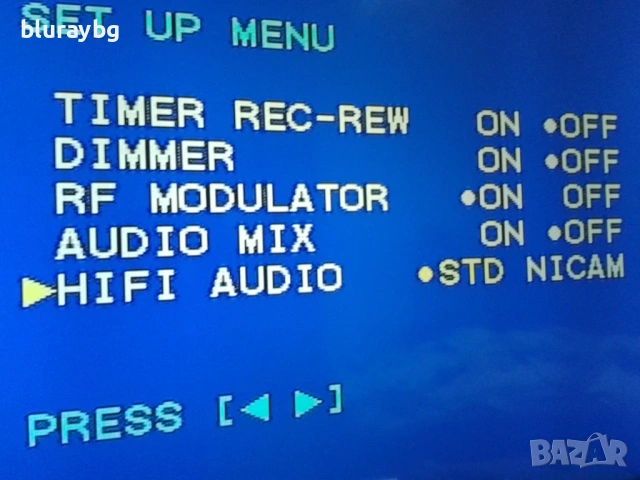 SET UP MENU
bluraybg
TIMER REC-REW ON •OFF
DIMMER ON •OFF
RF MODULATOR •ON OFF
AUDIO MIX ON •OFF
▶HIFI AUDIO •STD NICAM
PRESS [◀ ▶]
BAZAR